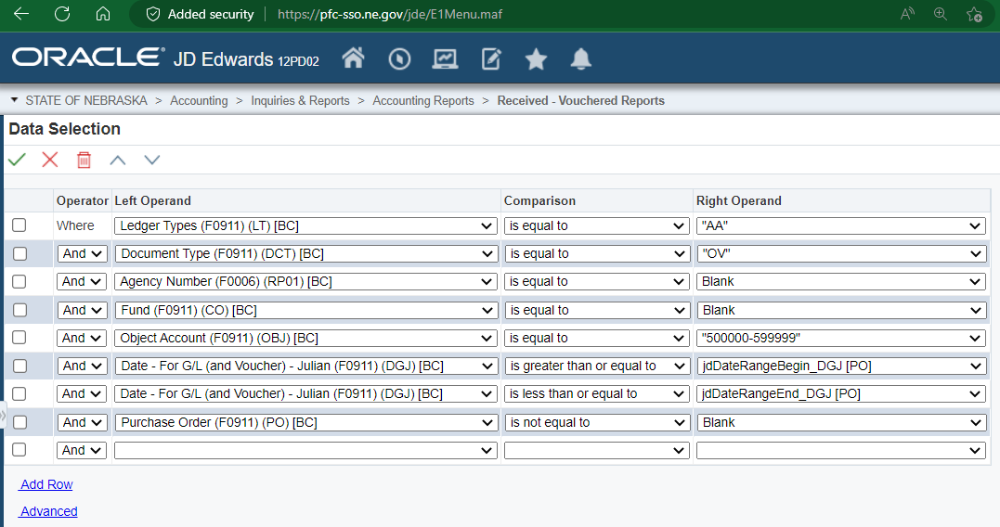 Added security https://pfc-sso.ne.gov/jde/E1Menu.maf
ORACLE® JD Edwards 12PD02
STATE OF NEBRASKA > Accounting > Inquiries & Reports > Accounting Reports > Received - Vouchered Reports
Data Selection
Operator Left Operand Comparison Right Operand
Where Ledger Types (F0911) (LT) [BC] is equal to "AA"
And Document Type (F0911) (DCT) [BC] is equal to "OV"
And Agency Number (F0006) (RP01) [BC] is equal to Blank
And Fund (F0911) (CO) [BC] is equal to Blank
And Object Account (F0911) (OBJ) [BC] is equal to "500000-599999"
And Date - For G/L (and Voucher) - Julian (F0911) (DGJ) [BC] is greater than or equal to jdDateRangeBegin_DGJ [PO]
And Date - For G/L (and Voucher) - Julian (F0911) (DGJ) [BC] is less than or equal to jdDateRangeEnd_DGJ [PO]
And Purchase Order (F0911) (PO) [BC] is not equal to Blank
And
Add Row
Advanced